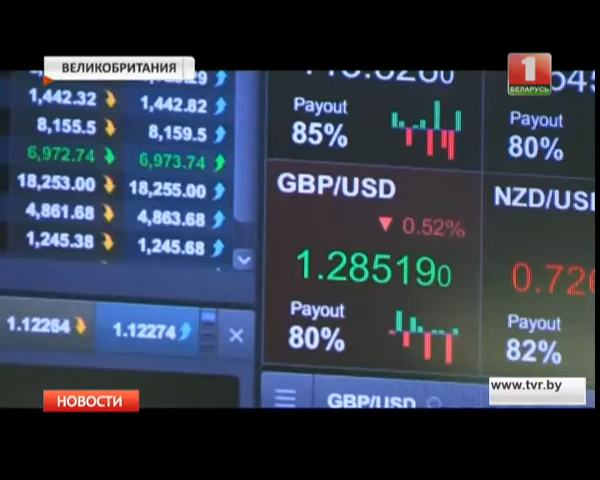 ВЕЛИКОБРИТАНИЯ
1
БЕЛАРУСЬ
1,442.32 1,442.82
8,155.5 8,159.5
6,972.74 6,973.74
18,253.00 18,255.00
4,861.68 4,863.68
1,245.38 1,245.68
1.12264 1.12274
Payout
85%
Payout
80%
GBP/USD
0.52%
1.285190
Payout
80%
NZD/USD
Payout
82%
GBP/USD
www.tvr.by
НОВОСТИ